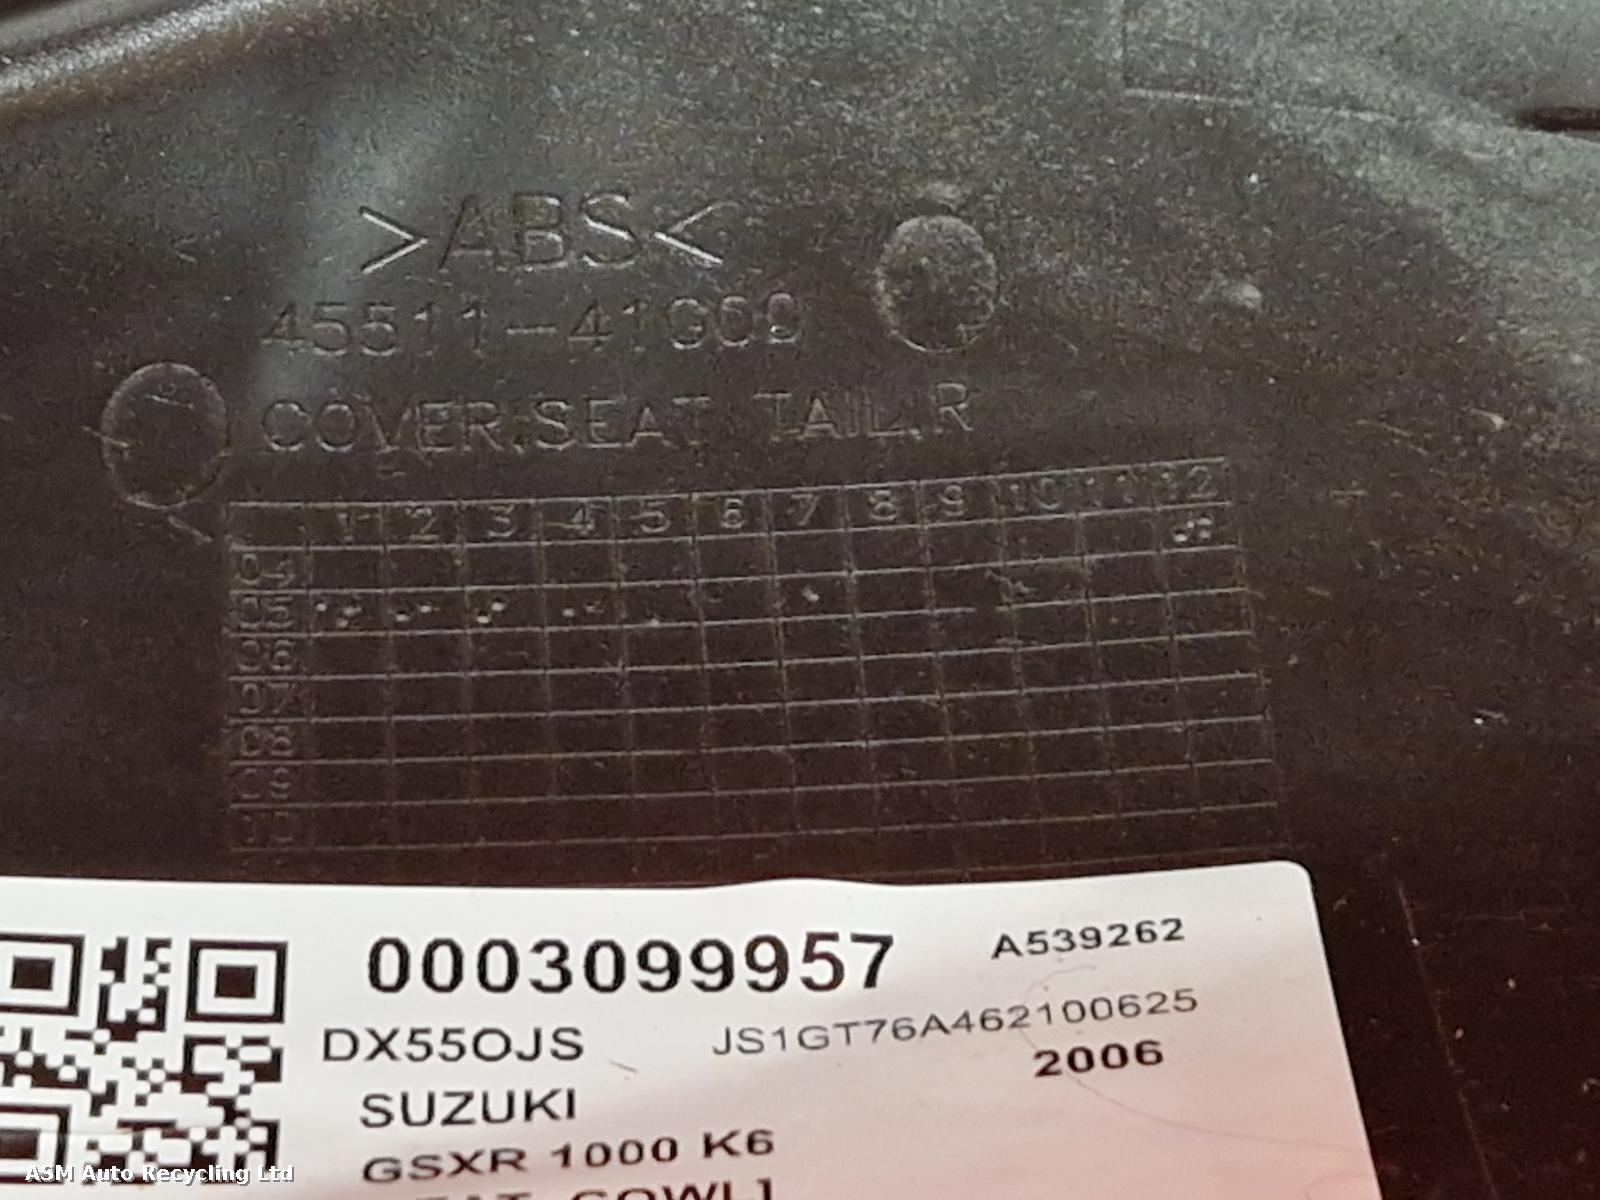 >ABS<
45511-41G00
COVER,SEAT TAIL,R
1 2 3 4 5 6 7 8 9 10 11 12
04
05
06
07
08
09
0003099957 A539262
DX55OJS JS1GT76A462100625
2006
SUZUKI
GSXR 1000 K6
ASM Auto Recycling Ltd